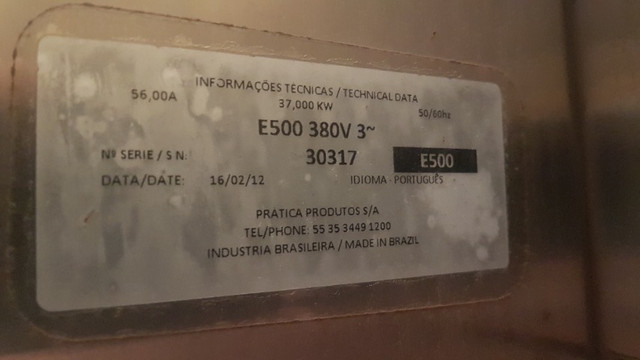 INFORMAÇÕES TÉCNICAS / TECHNICAL DATA
56,00A 37,000 KW 50/60hz
E500 380V 3~
Nº SERIE / S N: 30317 E500
DATA/DATE: 16/02/12 IDIOMA - PORTUGUÊS
PRATICA PRODUTOS S/A
TEL/PHONE: 55 35 3449 1200
INDUSTRIA BRASILEIRA / MADE IN BRAZIL